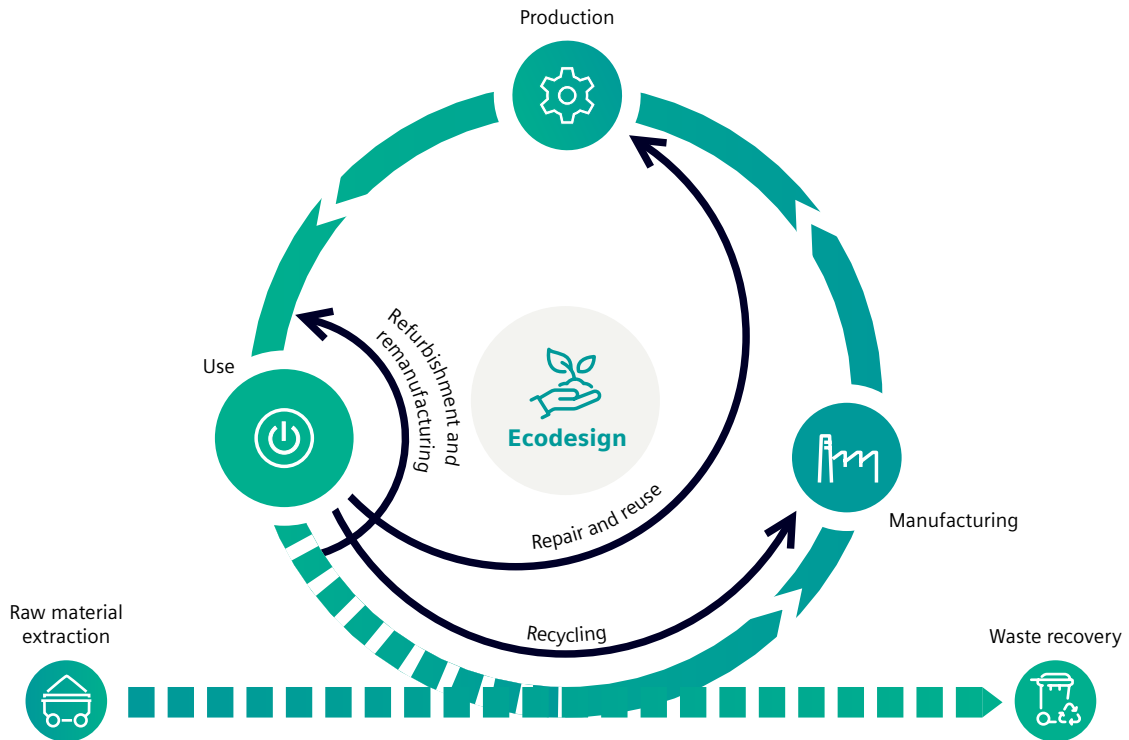 Production
Use
Refurbishment and
remanufacturing
Ecodesign
Repair and reuse
Manufacturing
Recycling
Raw material
extraction
Waste recovery